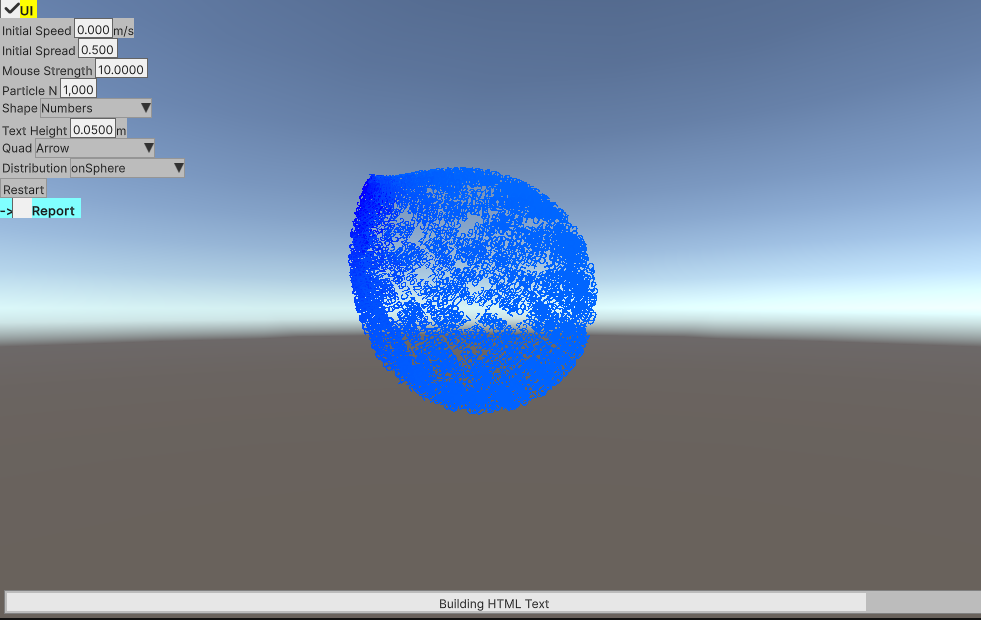 UI
Initial Speed 0.000 m/s
Initial Spread 0.500
Mouse Strength 10.0000
Particle N 1,000
Shape Numbers
Text Height 0.0500 m
Quad Arrow
Distribution onSphere
Restart
-> Report
Building HTML Text